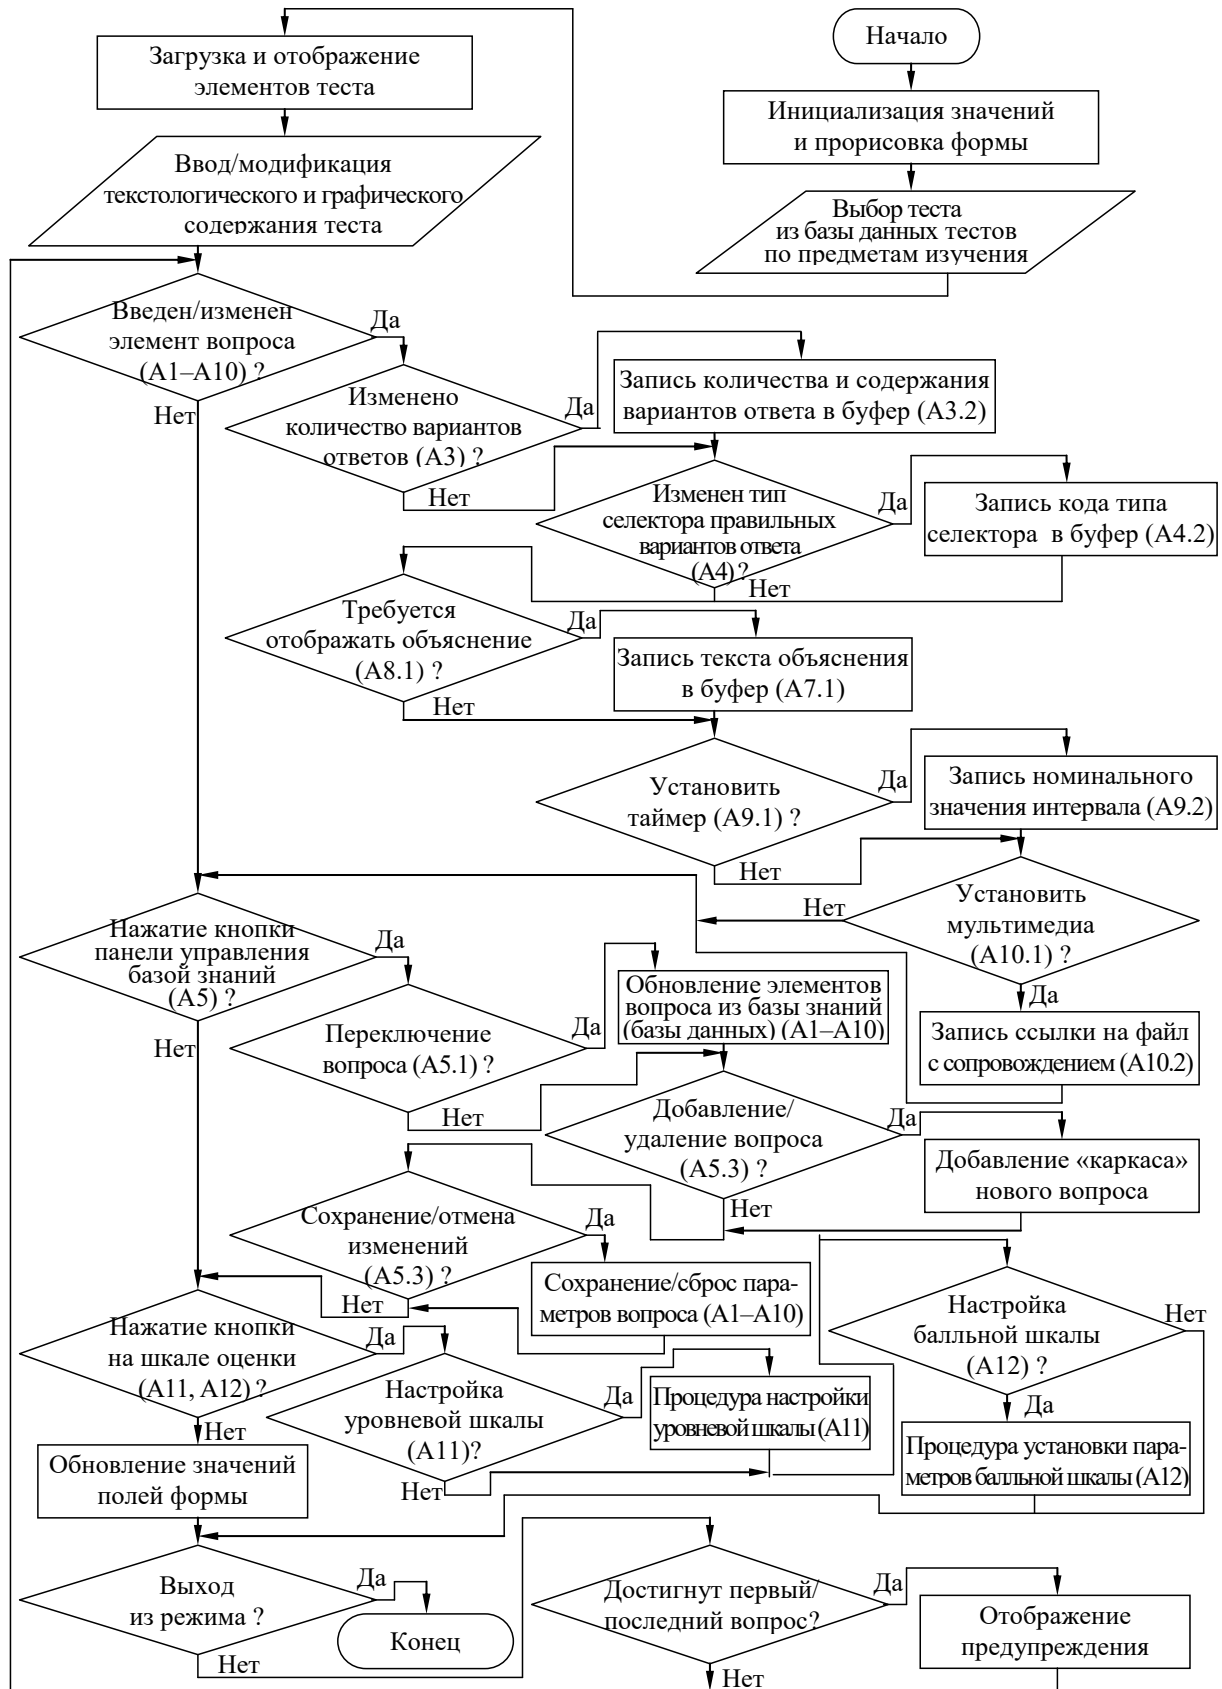 Начало
Инициализация значений
и прорисовка формы
Выбор теста
из базы данных тестов
по предметам изучения
Загрузка и отображение
элементов теста
Ввод/модификация
текстологического и графического
содержания теста
Введен/изменен
элемент вопроса
(А1–А10) ?
Да
Нет
Изменено
количество вариантов
ответов (А3) ?
Да
Нет
Запись количества и содержания
вариантов ответа в буфер (А3.2)
Изменен тип
селектора правильных
вариантов ответа
(А4) ?
Да
Нет
Запись кода типа
селектора в буфер (А4.2)
Требуется
отображать объяснение
(А8.1) ?
Да
Нет
Запись текста объяснения
в буфер (А7.1)
Установить
таймер (А9.1) ?
Да
Нет
Запись номинального
значения интервала (А9.2)
Установить
мультимедиа
(А10.1) ?
Нет
Да
Запись ссылки на файл
с сопровождением (А10.2)
Нажатие кнопки
панели управления
базой знаний
(А5) ?
Да
Нет
Переключение
вопроса (А5.1) ?
Да
Нет
Обновление элементов
вопроса из базы знаний
(базы данных) (А1–А10)
Добавление/
удаление вопроса
(А5.3) ?
Да
Нет
Добавление «каркаса»
нового вопроса
Сохранение/отмена
изменений
(А5.3) ?
Да
Нет
Сохранение/сброс пара-
метров вопроса (А1–А10)
Нажатие кнопки
на шкале оценки
(А11, А12) ?
Да
Нет
Настройка
уровневой шкалы
(А11)?
Да
Нет
Процедура настройки
уровневой шкалы (А11)
Настройка
балльной шкалы
(А12) ?
Нет
Да
Процедура установки пара-
метров балльной шкалы (А12)
Обновление значений
полей формы
Выход
из режима ?
Да
Нет
Конец
Достигнут первый/
последний вопрос?
Да
Нет
Отображение
предупреждения